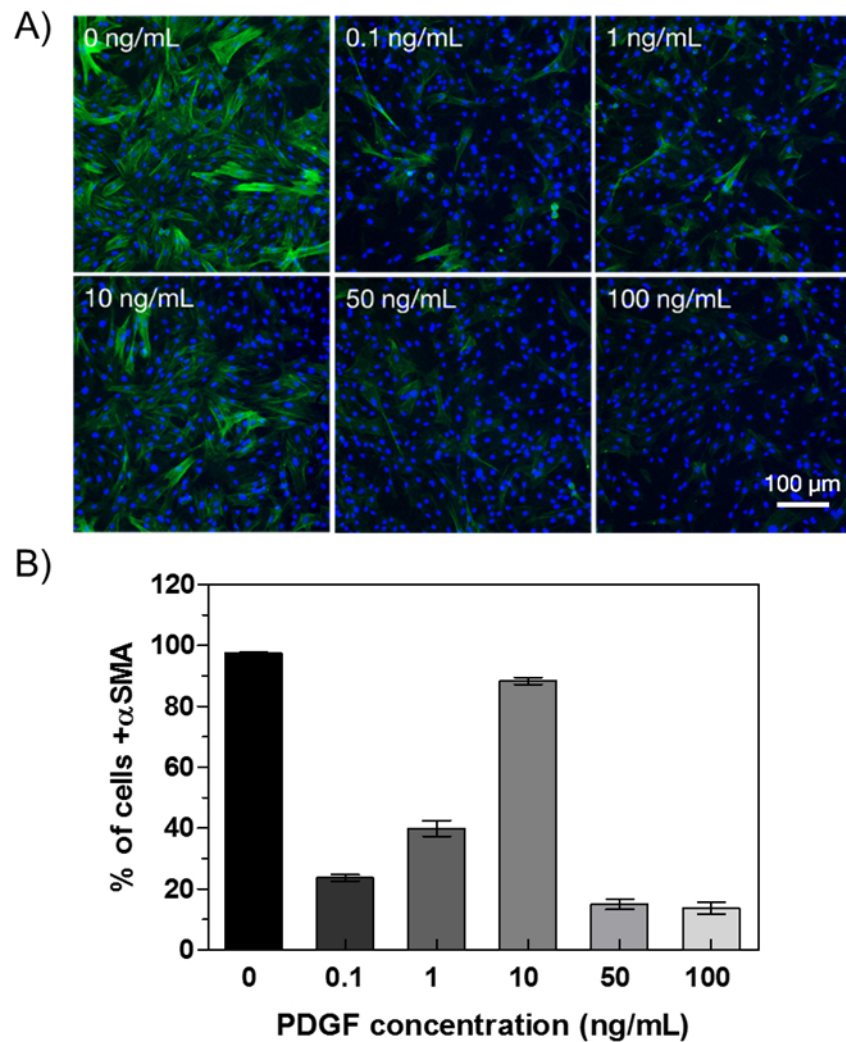 A)
0 ng/mL
0.1 ng/mL
1 ng/mL
10 ng/mL
50 ng/mL
100 ng/mL
100 µm
B)
120
100
80
60
40
20
0
% of cells +αSMA
0 0.1 1 10 50 100
PDGF concentration (ng/mL)